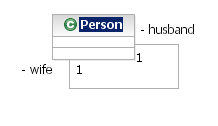 C Person
- husband
1
- wife
1